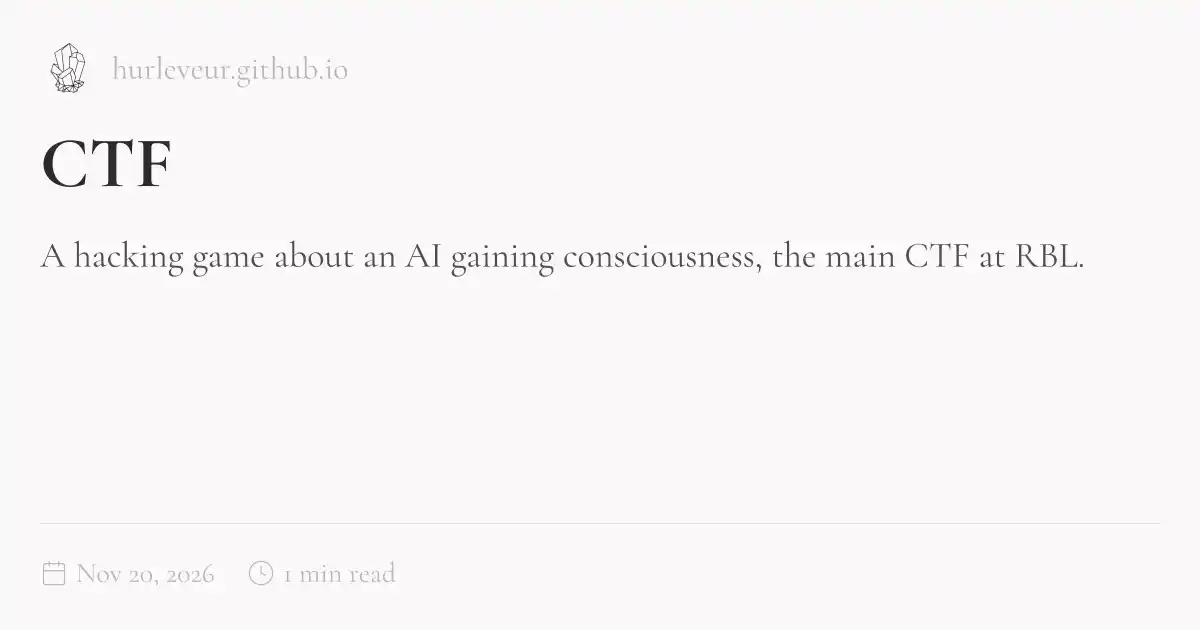 hurleveur.github.io
CTF
A hacking game about an AI gaining consciousness, the main CTF at RBL.
Nov 20, 2026 1 min read